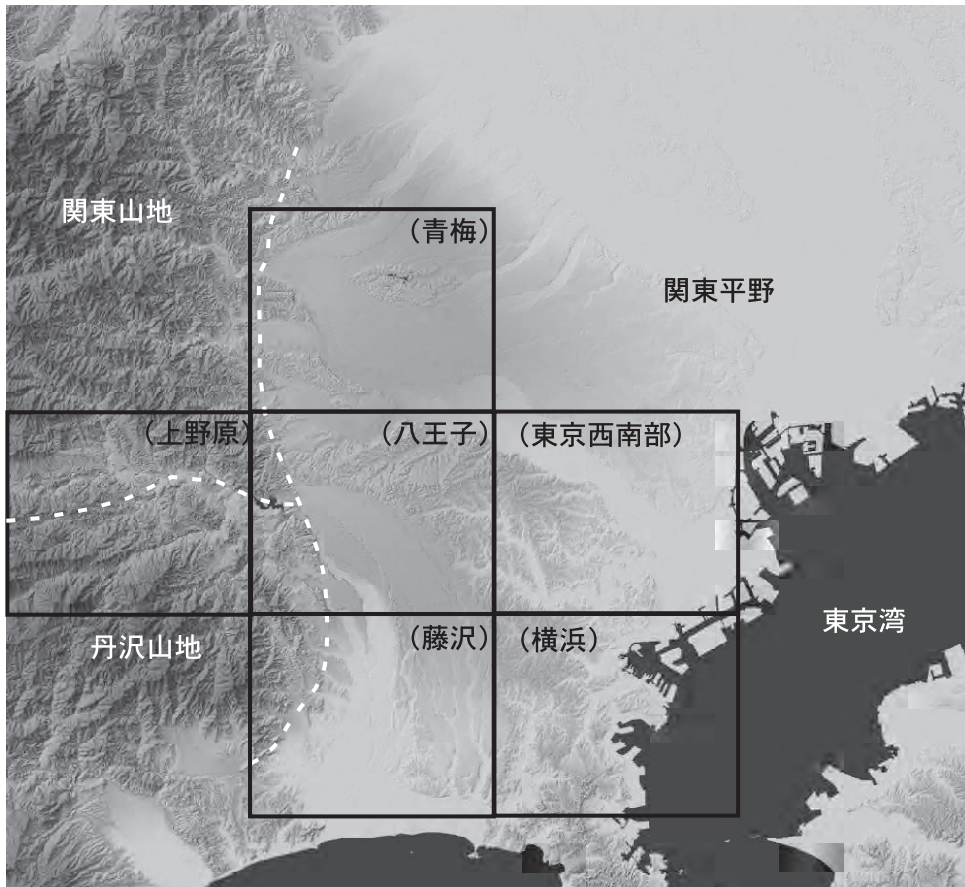 関東山地
(青梅)
関東平野
(上野原)
(八王子)
(東京西南部)
東京湾
丹沢山地
(藤沢)
(横浜)